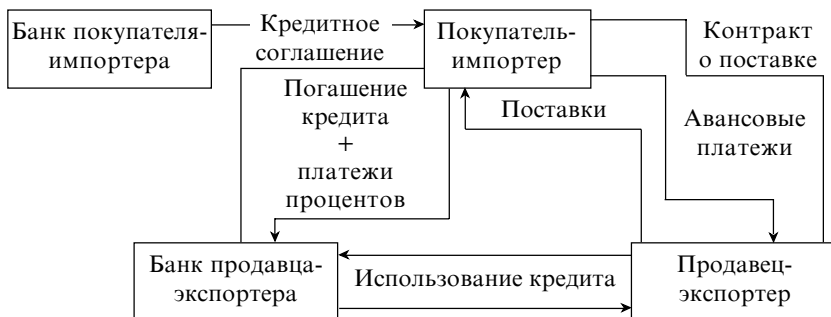 Банк покупателя-
импортера
Кредитное
соглашение
Покупатель-
импортер
Контракт
о поставке
Погашение
кредита
+
платежи
процентов
Поставки
Авансовые
платежи
Банк продавца-
экспортера
Использование кредита
Продавец-
экспортер